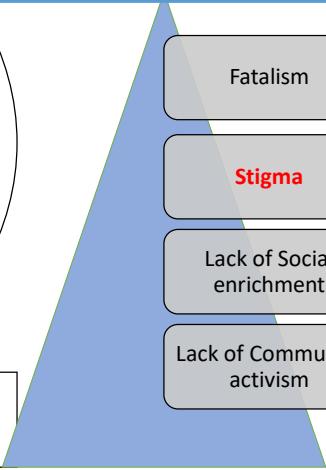 Fatalism
Stigma
Lack of Socia
enrichment
Lack of Commu
activism